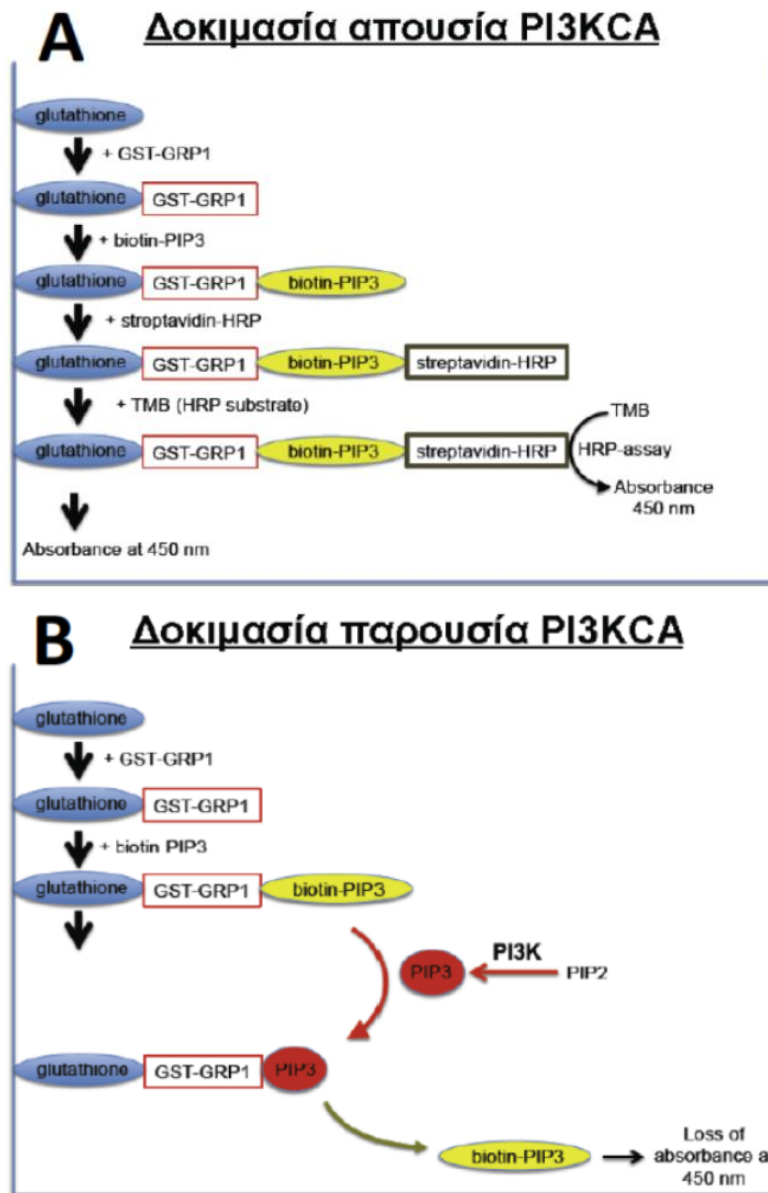 A
Δοκιμασία απουσία PI3KCA
glutathione
+ GST-GRP1
glutathione GST-GRP1
+ biotin-PIP3
glutathione GST-GRP1 biotin-PIP3
+ streptavidin-HRP
glutathione GST-GRP1 biotin-PIP3 streptavidin-HRP
+ TMB (HRP substrate)
TMB
glutathione GST-GRP1 biotin-PIP3 streptavidin-HRP HRP-assay
Absorbance
450 nm
Absorbance at 450 nm
B
Δοκιμασία παρουσία PI3KCA
glutathione
+ GST-GRP1
glutathione GST-GRP1
+ biotin PIP3
glutathione GST-GRP1 biotin-PIP3
PIP3 PI3K PIP2
glutathione GST-GRP1 PIP3
biotin-PIP3
Loss of
absorbance a
450 nm